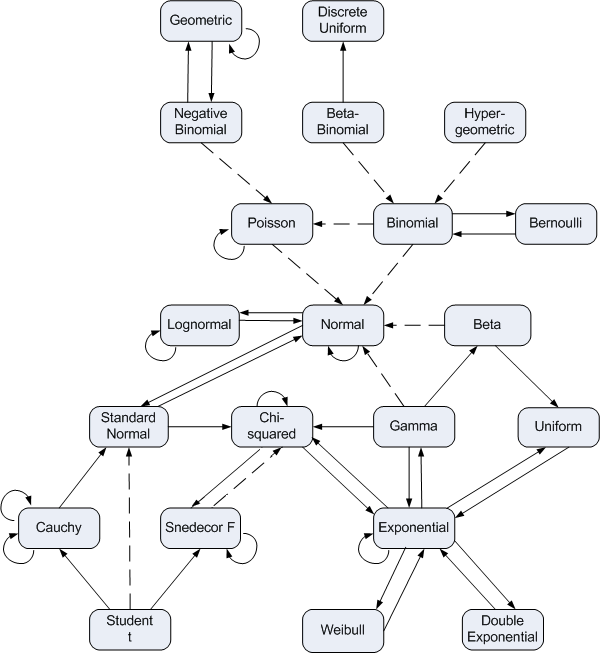 Geometric
Discrete
Uniform
Negative
Binomial
Beta-
Binomial
Hyper-
geometric
Poisson
Binomial
Bernoulli
Lognormal
Normal
Beta
Standard
Normal
Chi-
squared
Gamma
Uniform
Cauchy
Snedecor F
Exponential
Student
t
Weibull
Double
Exponential